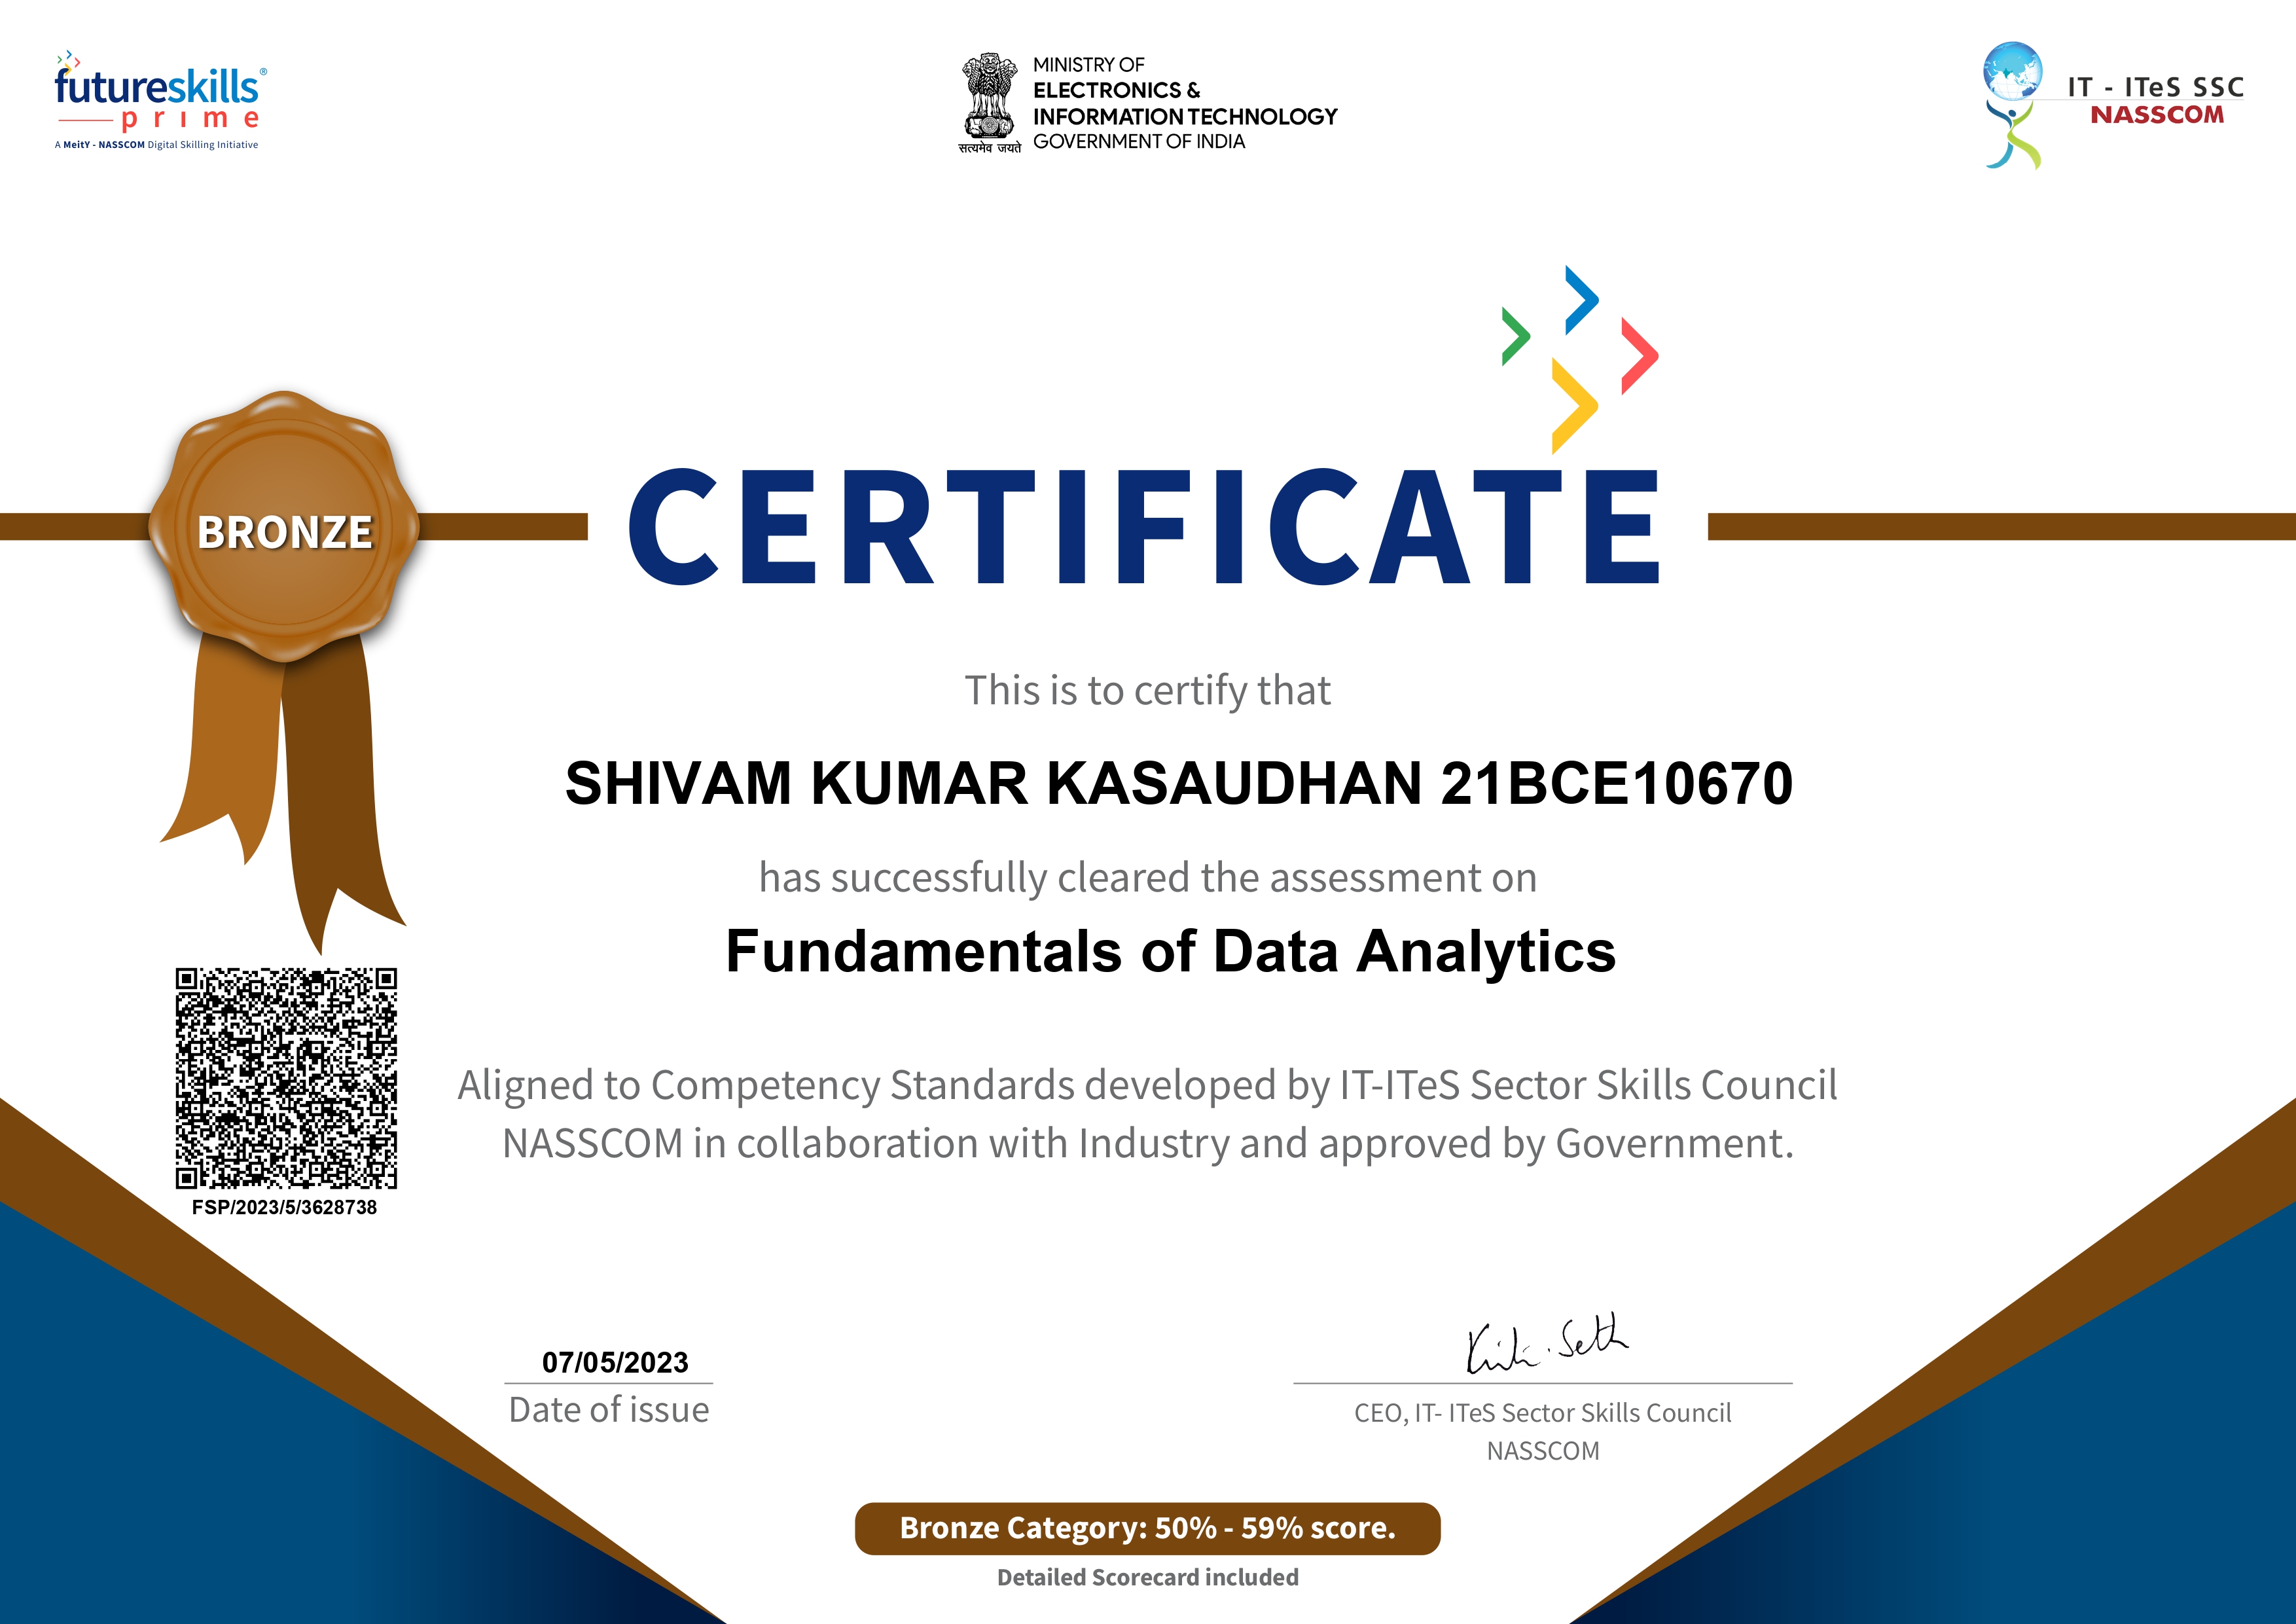 futureskills®
prime
A MeitY - NASSCOM Digital Skilling Initiative
सत्यमेव जयते
MINISTRY OF
ELECTRONICS &
INFORMATION TECHNOLOGY
GOVERNMENT OF INDIA
IT - ITeS SSC
NASSCOM
BRONZE
CERTIFICATE
This is to certify that
SHIVAM KUMAR KASAUDHAN 21BCE10670
has successfully cleared the assessment on
Fundamentals of Data Analytics
Aligned to Competency Standards developed by IT-ITeS Sector Skills Council
NASSCOM in collaboration with Industry and approved by Government.
FSP/2023/5/3628738
07/05/2023
Date of issue
Seth
CEO, IT- ITeS Sector Skills Council
NASSCOM
Bronze Category: 50% - 59% score.
Detailed Scorecard included